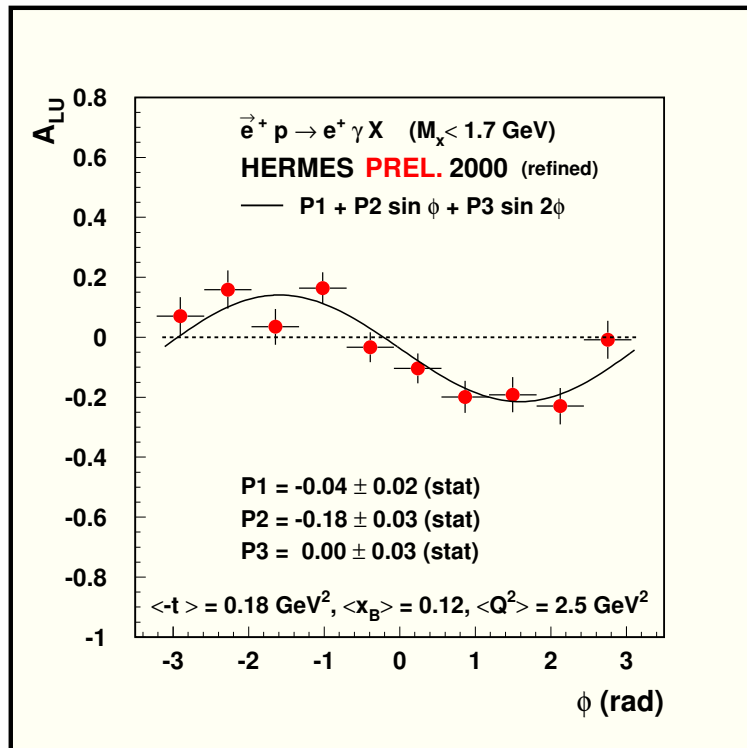 A_LU
0.8
0.6
0.4
0.2
0
-0.2
-0.4
-0.6
-0.8
-1
e⃗⁺ p → e⁺ γ X (M_x < 1.7 GeV)
HERMES PREL. 2000 (refined)
P1 + P2 sin ϕ + P3 sin 2ϕ
P1 = -0.04 ± 0.02 (stat)
P2 = -0.18 ± 0.03 (stat)
P3 = 0.00 ± 0.03 (stat)
<-t > = 0.18 GeV², <x_B> = 0.12, <Q²> = 2.5 GeV²
-3 -2 -1 0 1 2 3
ϕ (rad)